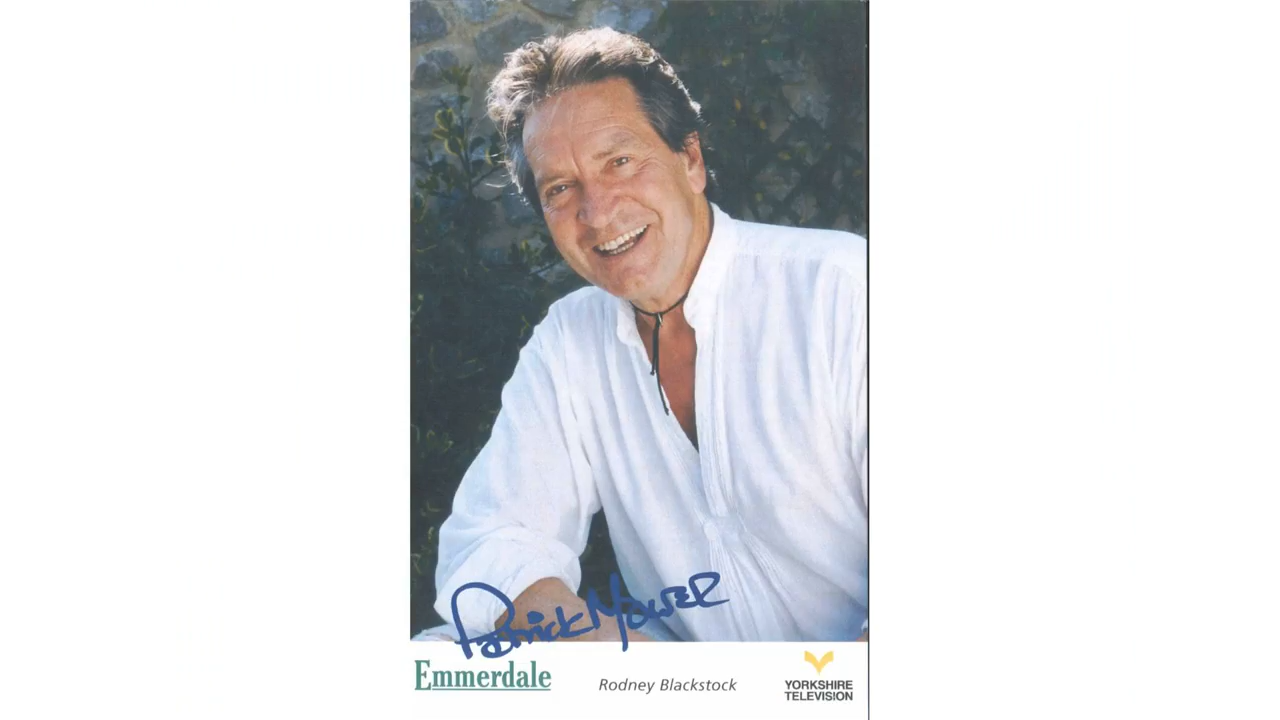 Patrick Mower
Emmerdale
Rodney Blackstock
YORKSHIRE
TELEVISION